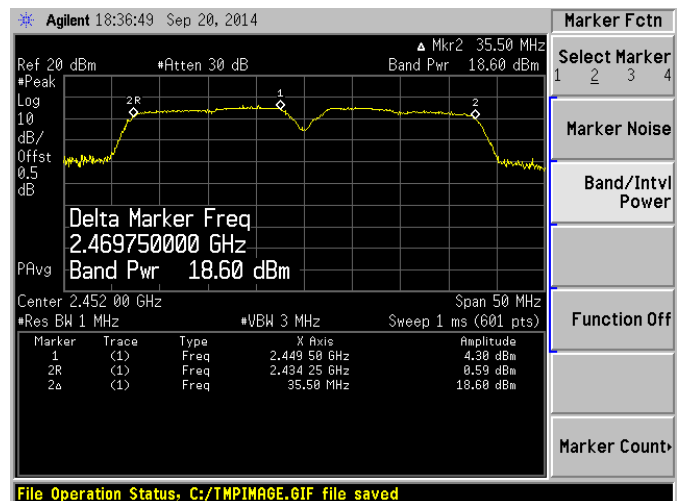 Agilent 18:36:49 Sep 20, 2014
Marker Fctn
Δ Mkr2 35.50 MHz
Ref 20 dBm #Atten 30 dB Band Pwr 18.60 dBm
#Peak
Log
10
dB/
Offst
0.5
dB
2R
1
2
Delta Marker Freq
2.469750000 GHz
Band Pwr 18.60 dBm
PAvg
Center 2.452 00 GHz Span 50 MHz
#Res BW 1 MHz #VBW 3 MHz Sweep 1 ms (601 pts)
Marker Trace Type X Axis Amplitude
1 (1) Freq 2.449 50 GHz 4.30 dBm
2R (1) Freq 2.434 25 GHz 0.59 dBm
2Δ (1) Freq 35.50 MHz 18.60 dBm
Select Marker
1 2 3 4
Marker Noise
Band/Intvl
Power
Function Off
Marker Count
File Operation Status, C:/TMPIMAGE.GIF file saved